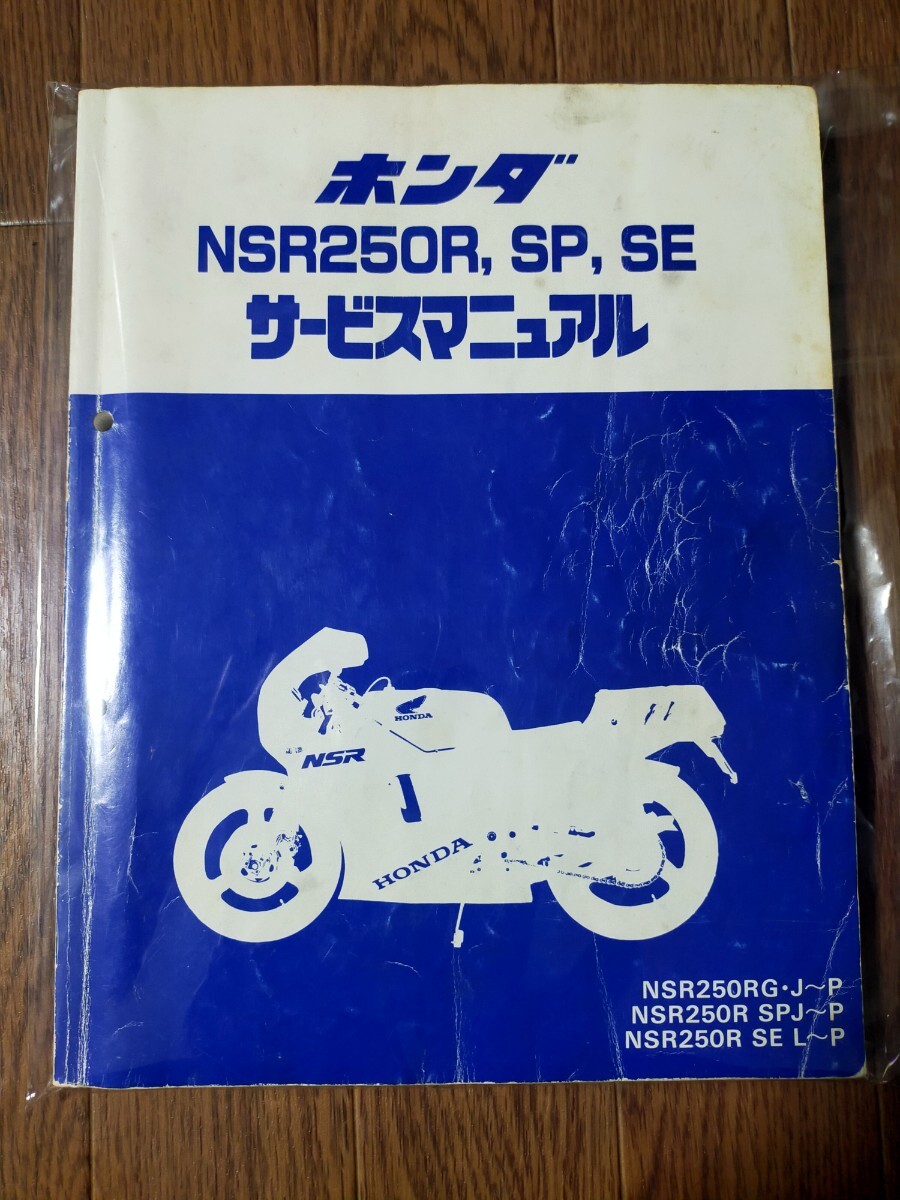 ホンダ
NSR250R, SP, SE
サービスマニュアル
HONDA
NSR
HONDA
NSR250RG・J～P
NSR250R SPJ～P
NSR250R SE L～P